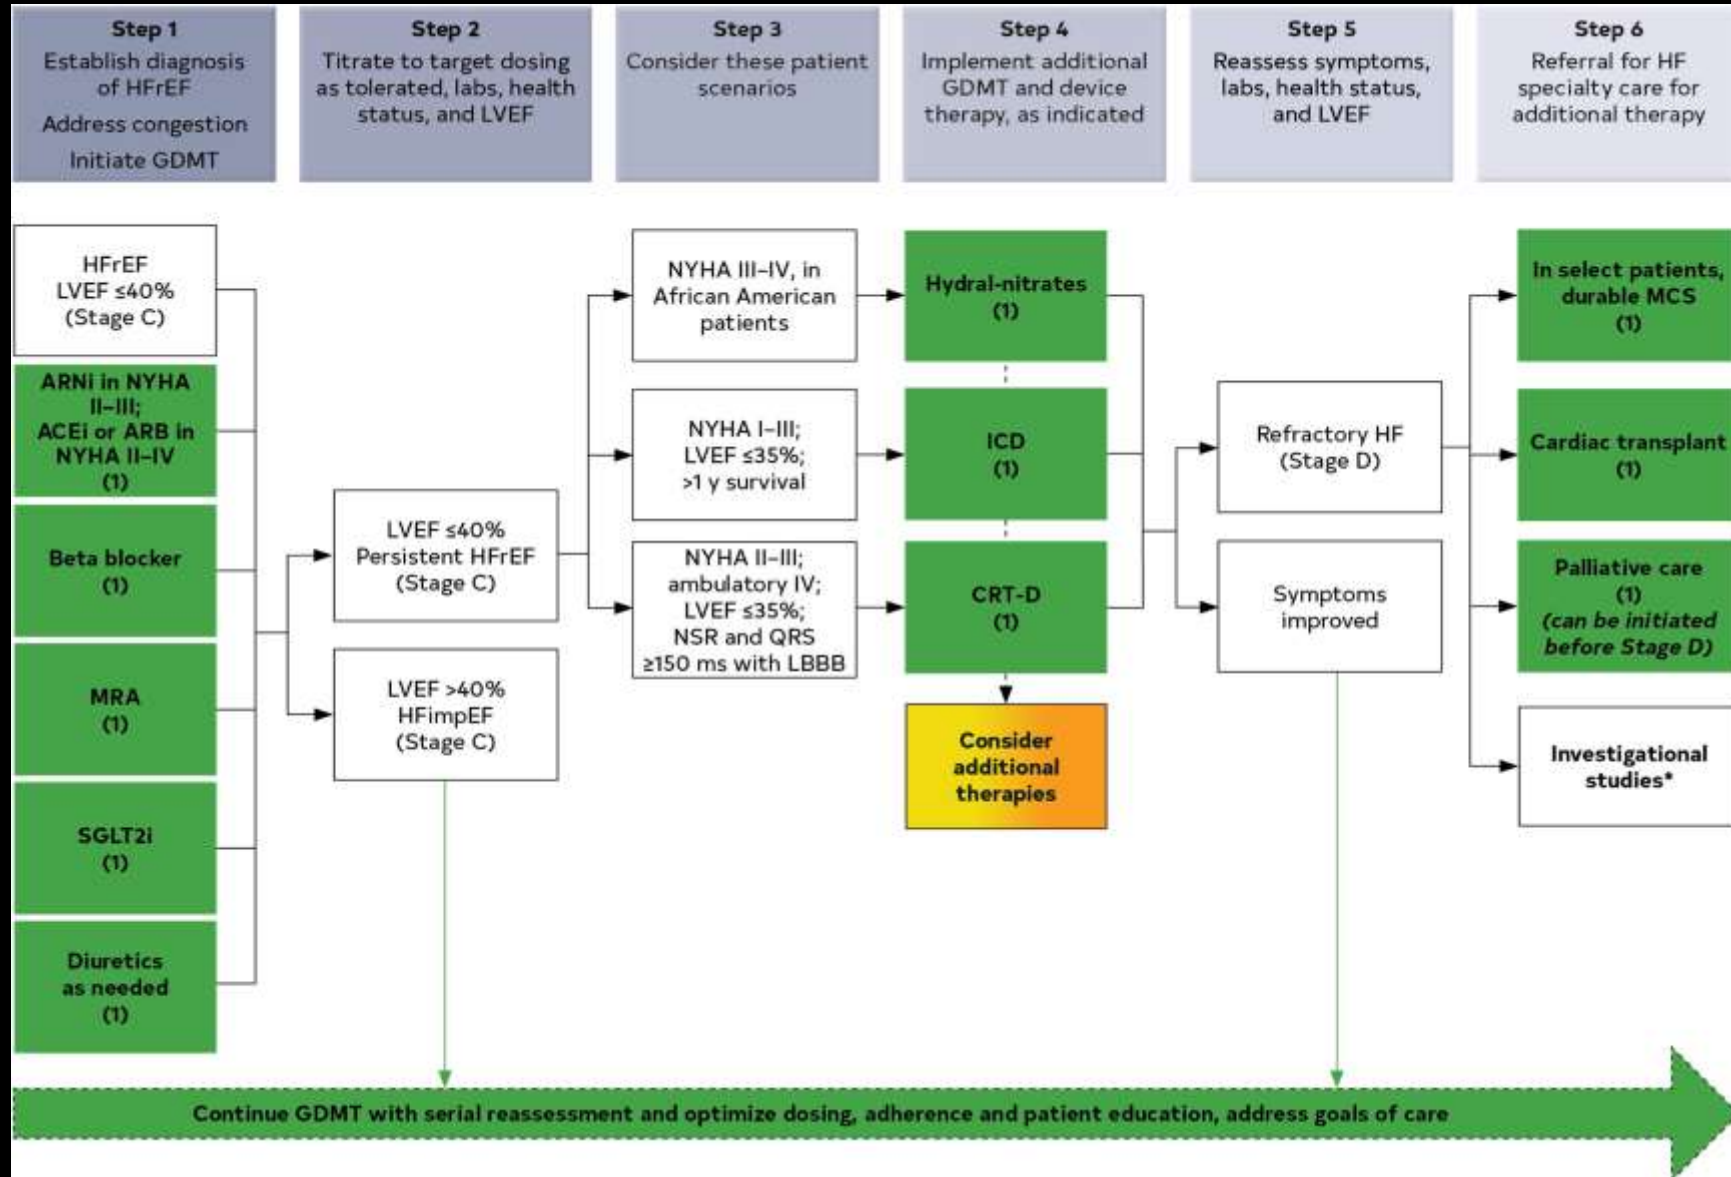 Step 1
Establish diagnosis
of HFrEF
Address congestion
Initiate GDMT
Step 2
Titrate to target dosing
as tolerated, labs, health
status, and LVEF
Step 3
Consider these patient
scenarios
Step 4
Implement additional
GDMT and device
therapy, as indicated
Step 5
Reassess symptoms,
labs, health status,
and LVEF
Step 6
Referral for HF
specialty care for
additional therapy
HFrEF
LVEF ≤40%
(Stage C)
ARNi in NYHA
II–III;
ACEi or ARB in
NYHA II–IV
(1)
Beta blocker
(1)
MRA
(1)
SGLT2i
(1)
Diuretics
as needed
(1)
LVEF ≤40%
Persistent HFrEF
(Stage C)
LVEF >40%
HFimpEF
(Stage C)
NYHA III–IV, in
African American
patients
NYHA I–III;
LVEF ≤35%;
>1 y survival
NYHA II–III;
ambulatory IV;
LVEF ≤35%;
NSR and QRS
≥150 ms with LBBB
Hydral-nitrates
(1)
ICD
(1)
CRT-D
(1)
Consider
additional
therapies
Refractory HF
(Stage D)
Symptoms
improved
In select patients,
durable MCS
(1)
Cardiac transplant
(1)
Palliative care
(1)
(can be initiated
before Stage D)
Investigational
studies*
Continue GDMT with serial reassessment and optimize dosing, adherence and patient education, address goals of care